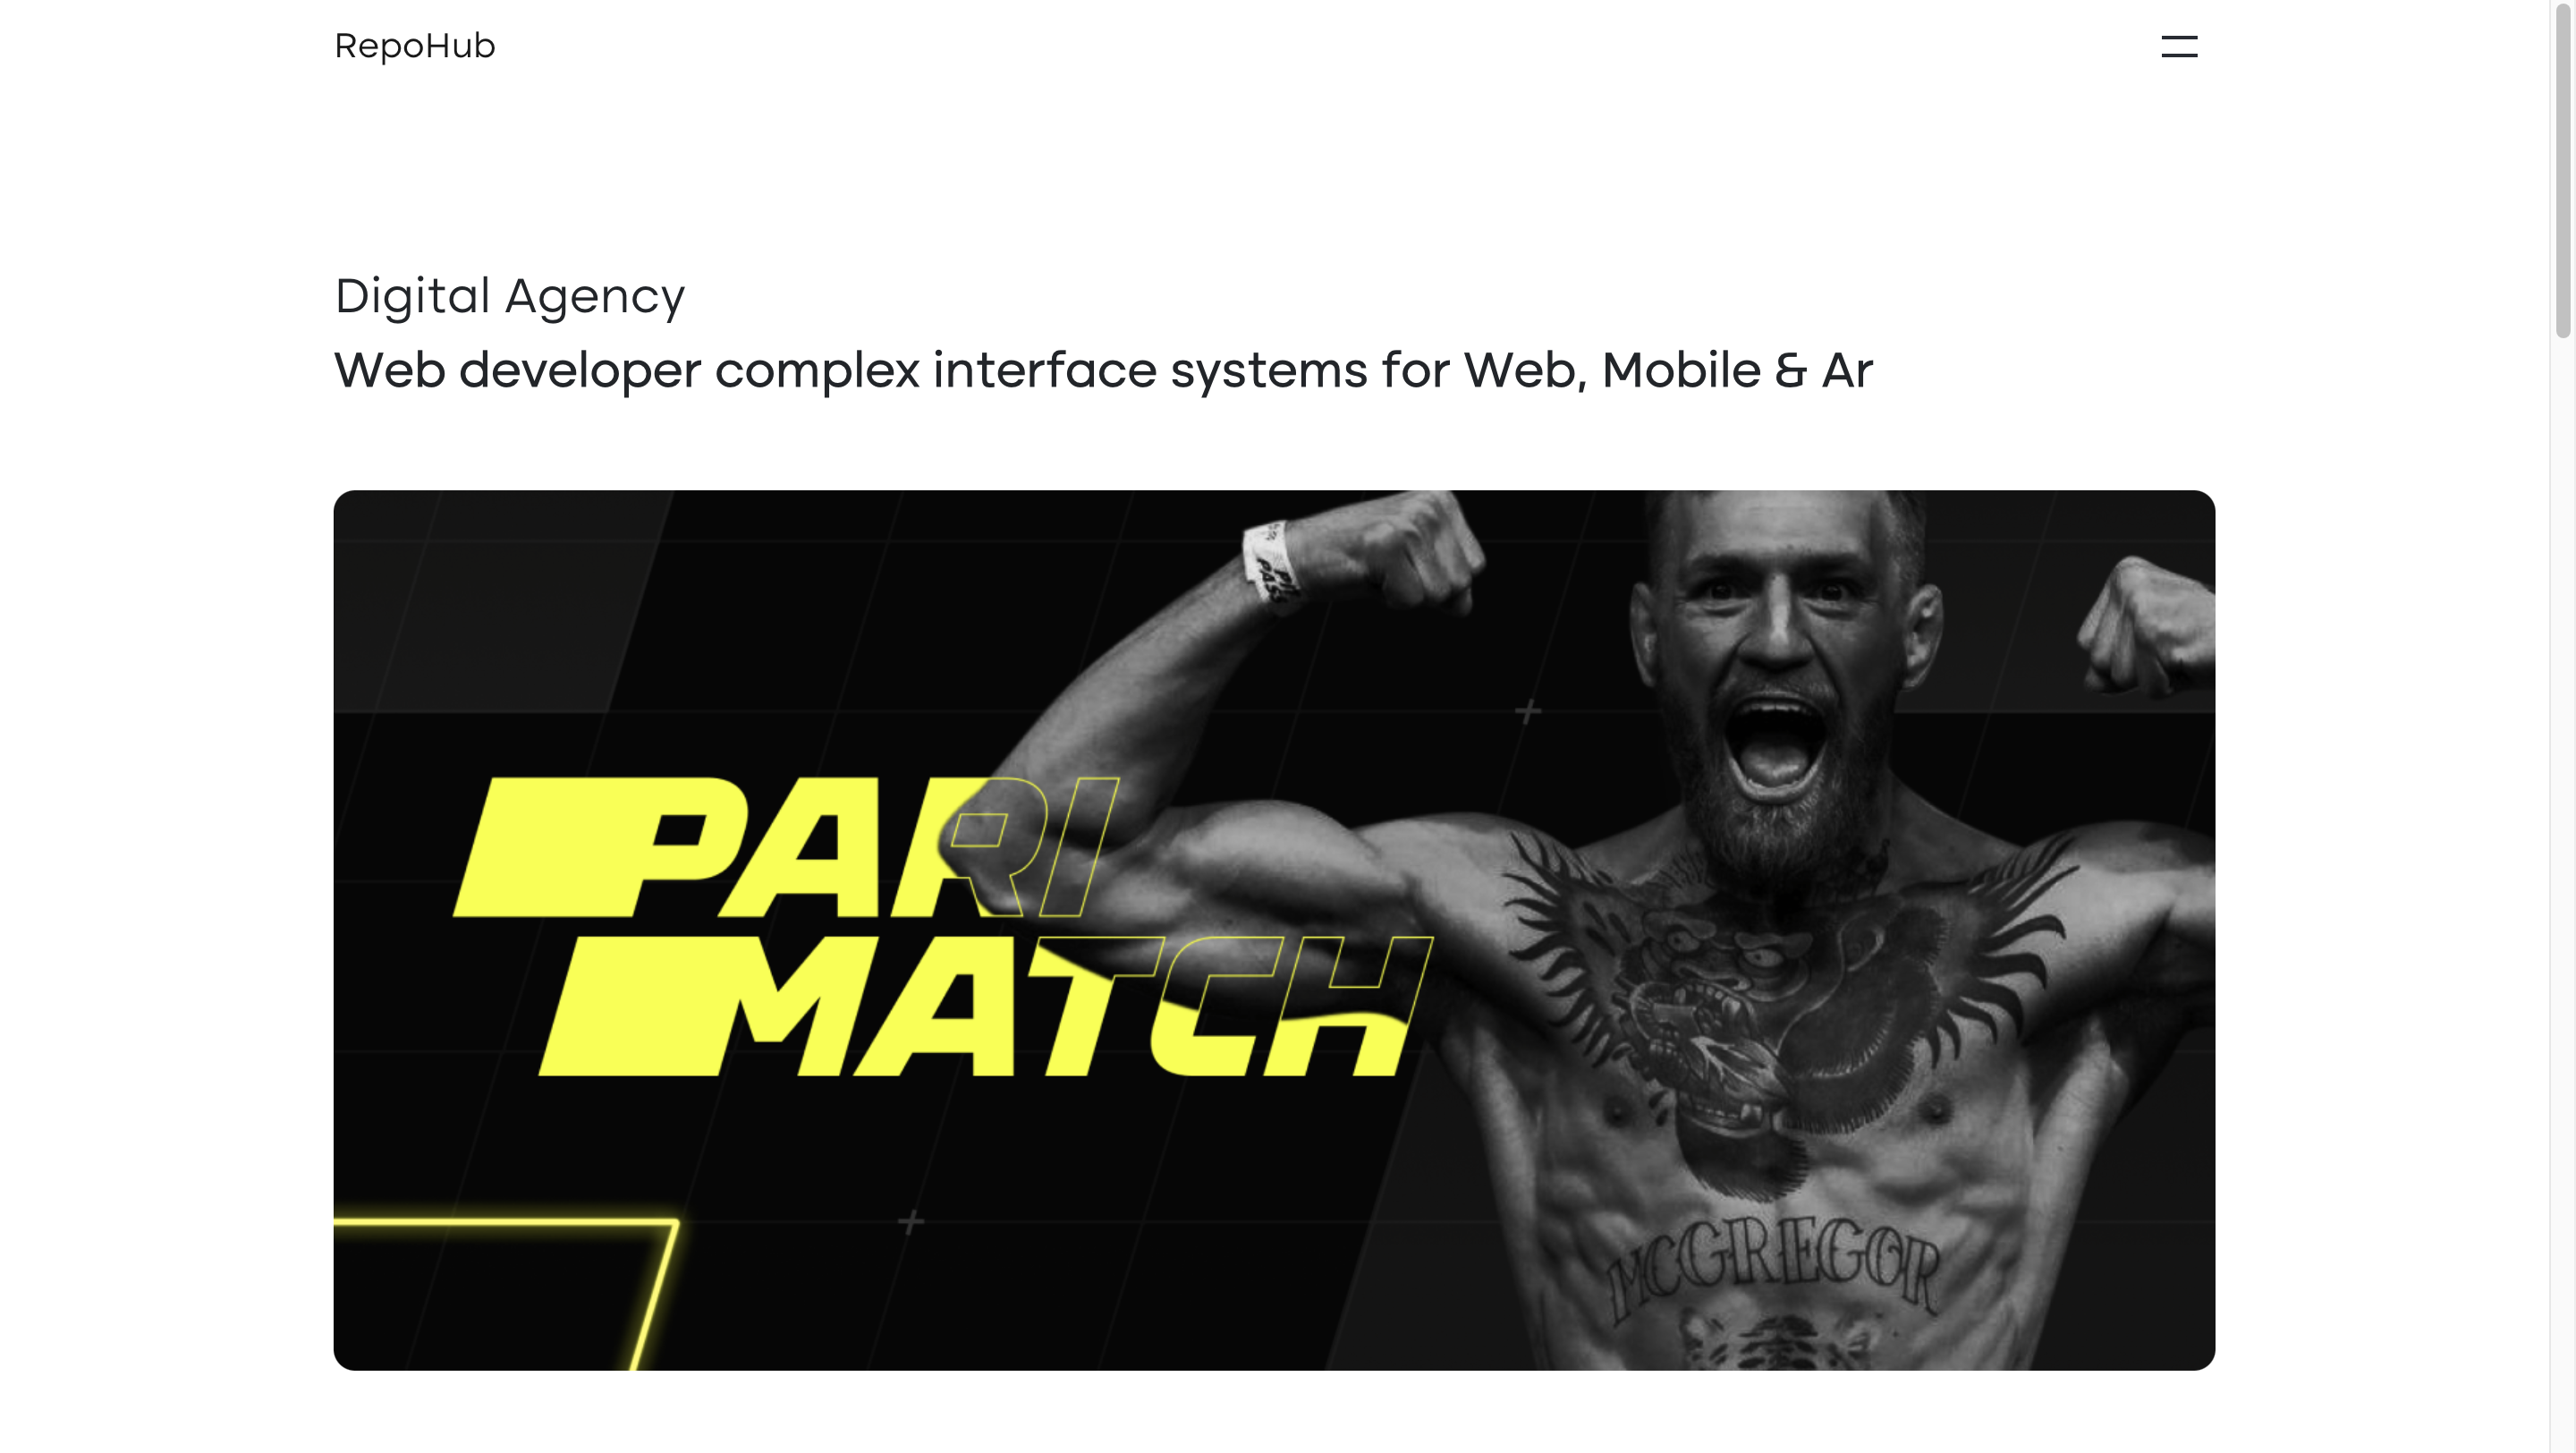 RepoHub
Digital Agency
Web developer complex interface systems for Web, Mobile & Ar
PARI
MATCH
MCGREGOR